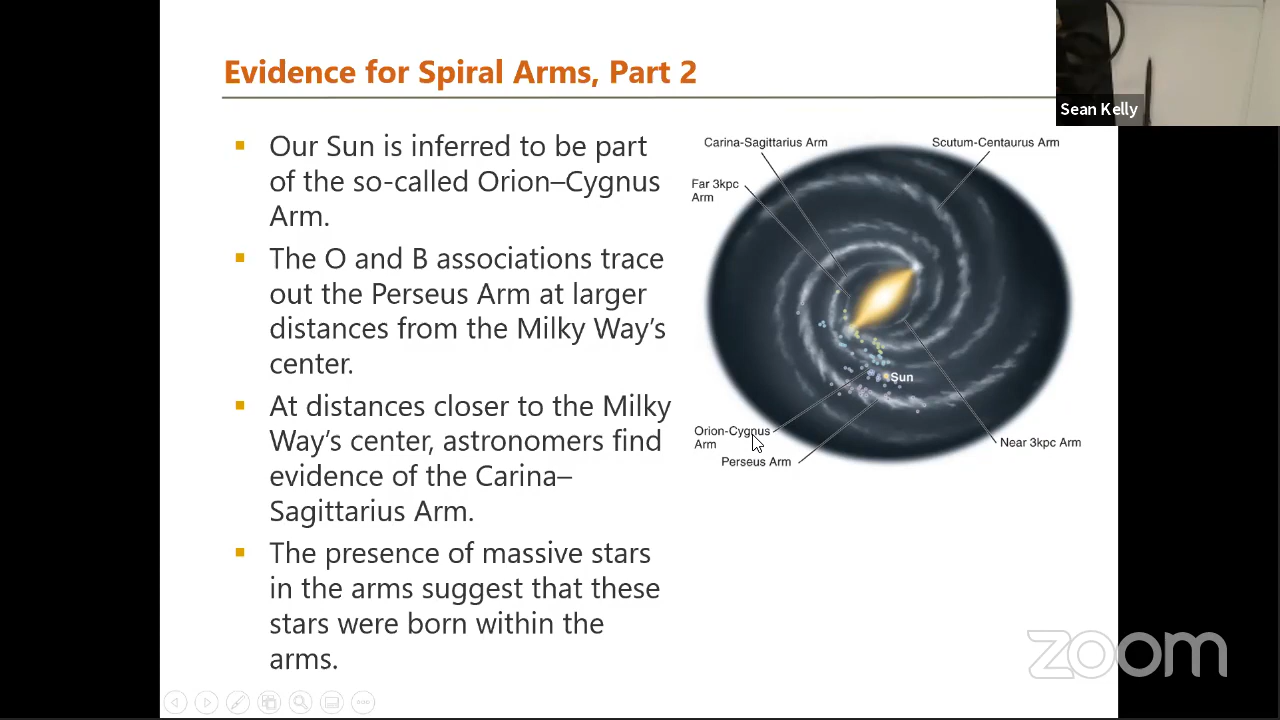 Evidence for Spiral Arms, Part 2
Sean Kelly
Our Sun is inferred to be part
of the so-called Orion–Cygnus
Arm.
The O and B associations trace
out the Perseus Arm at larger
distances from the Milky Way’s
center.
At distances closer to the Milky
Way’s center, astronomers find
evidence of the Carina–
Sagittarius Arm.
The presence of massive stars
in the arms suggest that these
stars were born within the
arms.
Carina-Sagittarius Arm
Scutum-Centaurus Arm
Far 3kpc
Arm
Sun
Orion-Cygnus
Arm
Perseus Arm
Near 3kpc Arm
zoom